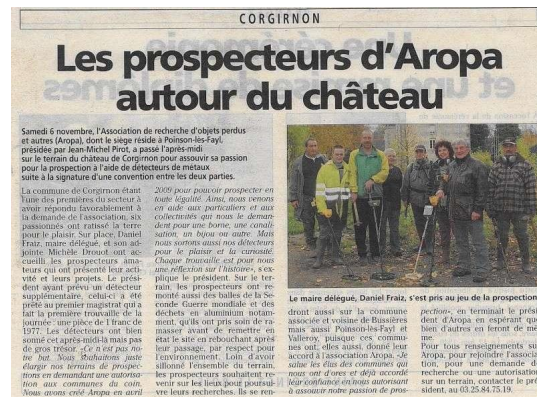 CORGIRNON
Les prospecteurs d'Aropa
autour du château
Samedi 6 novembre, l'Association de recherche d'objets perdus
et autres (Aropa), dont le siège réside à Poinson-lès-Fayl,
présidée par Jean-Michel Pirot, a passé l'après-midi
sur le terrain du château de Corgirnon pour assouvir sa passion
pour la prospection à l'aide de détecteurs de métaux
suite à la signature d'une convention entre les deux parties.
La commune de Corgirnon étant
l'une des premières du secteur à
avoir répondu favorablement à
la demande de l'association, six
passionnés ont ratissé la terre
pour le plaisir. Sur place, Daniel
Fraiz, maire délégué, et son ad-
jointe Michèle Drouot ont ac-
cueilli les prospecteurs ama-
teurs qui ont présenté leur acti-
vité et leurs projets. Le prési-
dent ayant prévu un détecteur
supplémentaire, celui-ci a été
prêté au premier magistrat qui a
fait la première trouvaille de la
journée : une pièce de 1 franc de
1977. Les détecteurs ont bien
sonné cet après-midi-là mais pas
de gros trésor. «Ce n'est pas no-
tre but. Nous souhaitons juste
élargir nos terrains de prospec-
tions en demandant une autorisa-
tion aux communes du coin.
Nous avons créé Aropa en avril
2009 pour pouvoir prospecter en
toute légalité. Ainsi, nous venons
en aide aux particuliers et aux
collectivités qui nous le deman-
dent pour une borne, une canali-
sation, un bijou ou autre. Mais
nous sortons aussi nos détecteurs
pour le plaisir et la curiosité.
Chaque trouvaille est pour nous
une réflexion sur l'histoire», s'ex-
plique le président. Sur le ter-
rain, les prospecteurs ont re-
monté aussi des balles de la Se-
conde Guerre mondiale et des
déchets en aluminium notam-
ment, qu'ils ont pris soin de ra-
masser avant de remettre en
état le site en rebouchant après
leur passage, par respect pour
l'environnement. Loin d'avoir
sillonné l'ensemble du terrain,
les prospecteurs souhaitent re-
venir sur les lieux pour poursui-
vre leurs recherches. Ils se ren-
Le maire délégué, Daniel Fraiz, s'est pris au jeu de la prospection
dront aussi sur la commune
associée et voisine de Bussières
mais aussi Poinson-lès-Fayl et
Valleroy, puisque ces commu-
nes ont, elles aussi, donné leur
accord à l'association Aropa. «Je
salue les élus des communes qui
nous ont d'ores et déjà accordé
leur confiance en nous autorisant
à assouvir notre passion de pros-
pection», en terminait le prési-
dent d'Aropa en espérant que
bien d'autres en feront de mê-
me.
Pour tous renseignements su
Aropa, pour rejoindre l'associa-
tion, pour une demande de
recherche ou une autorisation
sur un terrain, contacter le pré-
sident, au 03.25.84.75.19.